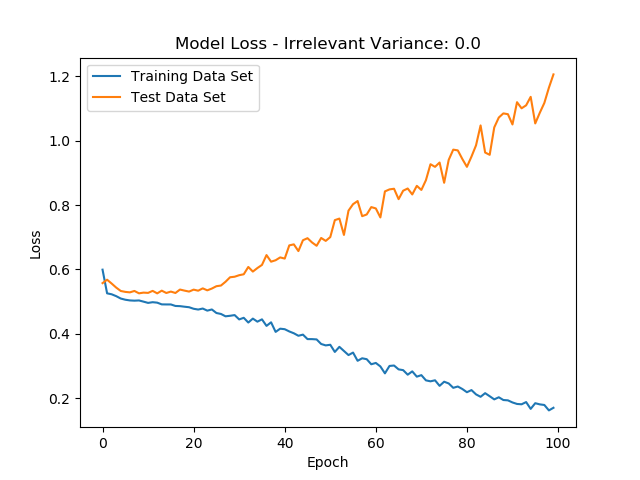 Model Loss - Irrelevant Variance: 0.0
Training Data Set
Test Data Set
1.2
1.0
0.8
0.6
0.4
0.2
Loss
0 20 40 60 80 100
Epoch